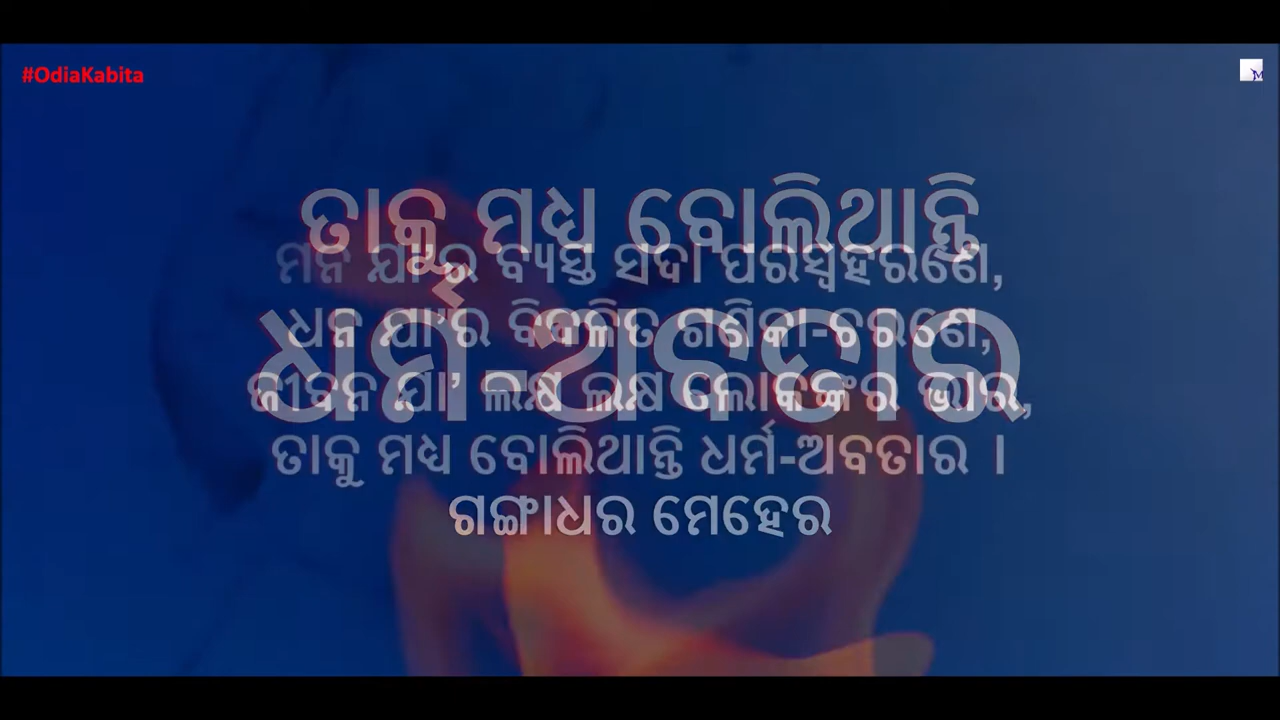 #OdiaKabita
ତାକୁ ମଧ୍ୟ ବୋଲିଥାନ୍ତି
ଧର୍ମ-ଅବତାର
ମନ ଯା'ର ବ୍ୟସ୍ତ ସଦା ପରସ୍ୱହରଣେ,
ଧନ ଯା'ର ବିଗଳିତ ଗଣିକା-ଚରଣେ,
ଜୀବନ ଯା' ଲକ୍ଷ ଲକ୍ଷ ଲୋକଙ୍କର ଭାର,
ତାକୁ ମଧ୍ୟ ବୋଲିଥାନ୍ତି ଧର୍ମ-ଅବତାର ।
ଗଙ୍ଗାଧର ମେହେର